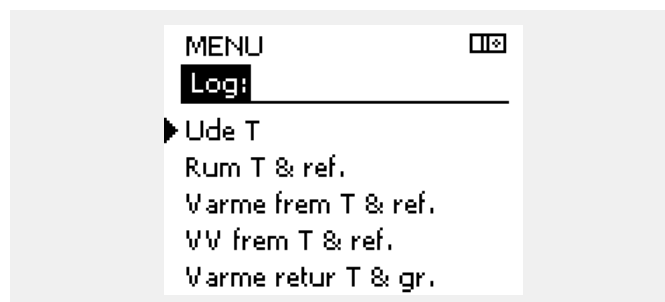 MENU
Log:
Ude T
Rum T & ref.
Varme frem T & ref.
VV frem T & ref.
Varme retur T & gr.